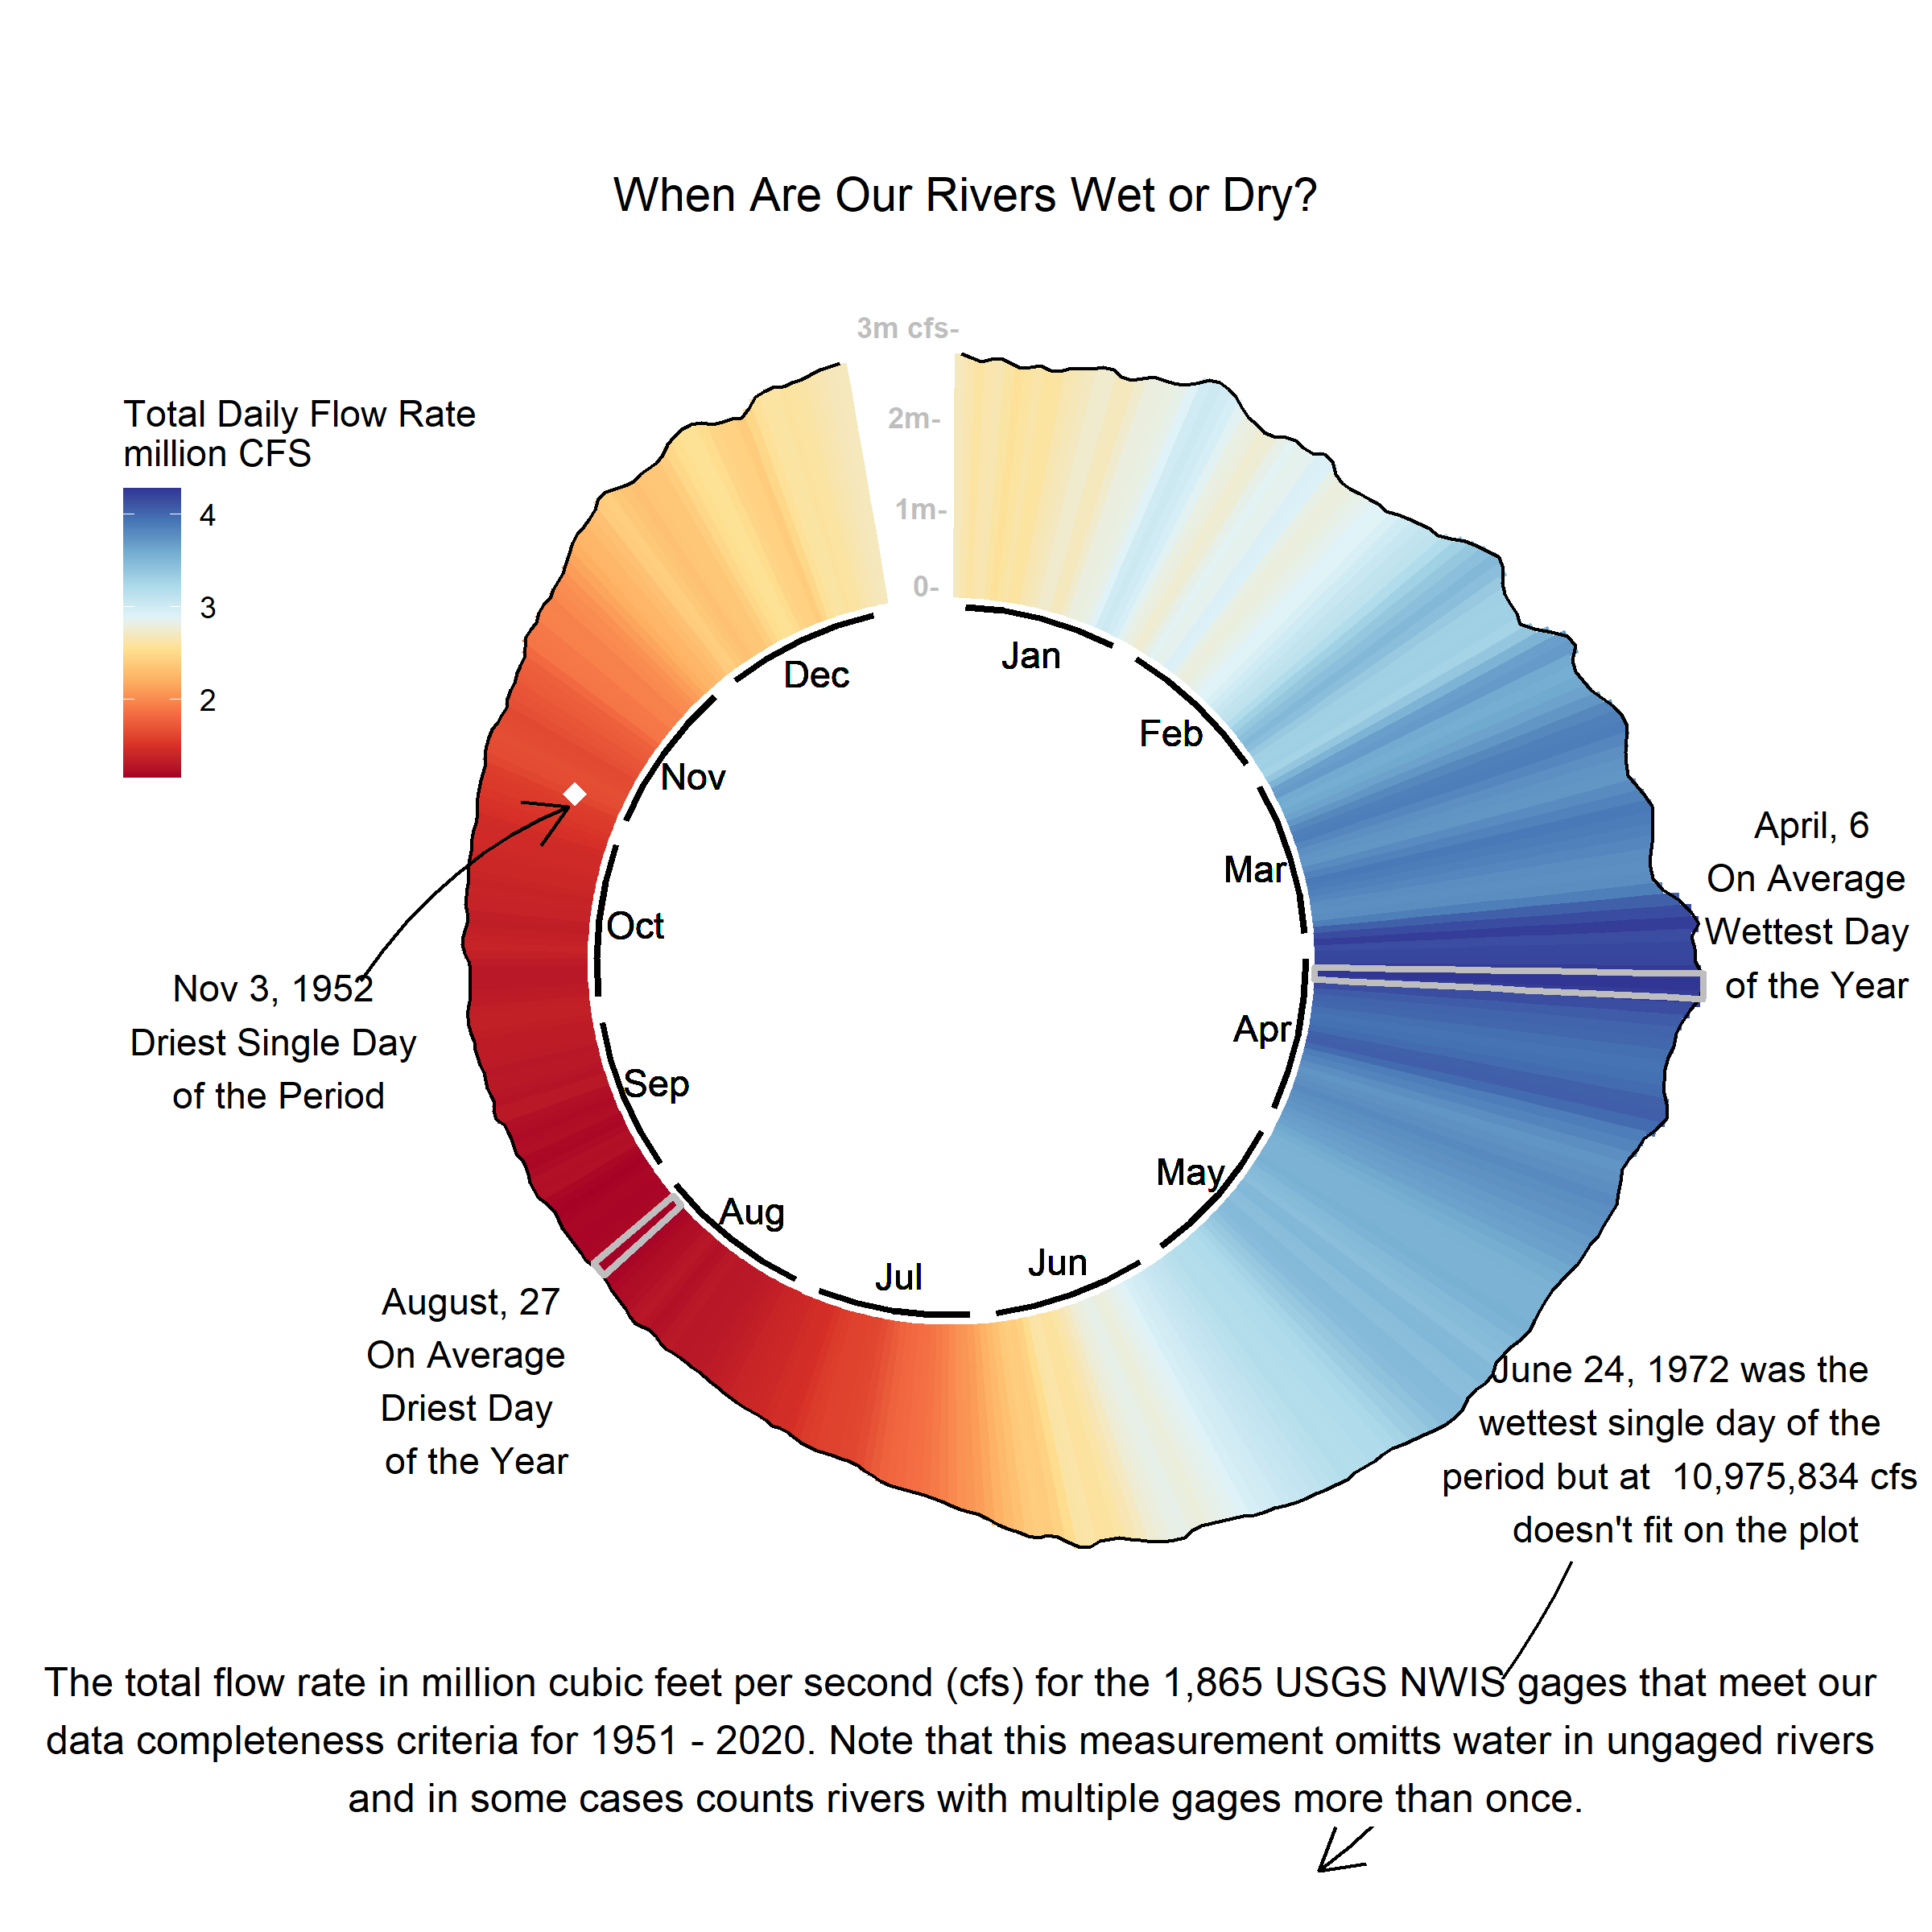 When Are Our Rivers Wet or Dry?
3m cfs-
2m-
1m-
0-
Total Daily Flow Rate
million CFS
4
3
2
Jan
Feb
Mar
Apr
May
Jun
Jul
Aug
Sep
Oct
Nov
Dec
April, 6
On Average
Wettest Day
of the Year
Nov 3, 1952
Driest Single Day
of the Period
August, 27
On Average
Driest Day
of the Year
June 24, 1972 was the
wettest single day of the
period but at 10,975,834 cfs
doesn't fit on the plot
The total flow rate in million cubic feet per second (cfs) for the 1,865 USGS NWIS gages that meet our
data completeness criteria for 1951 - 2020. Note that this measurement omitts water in ungaged rivers
and in some cases counts rivers with multiple gages more than once.